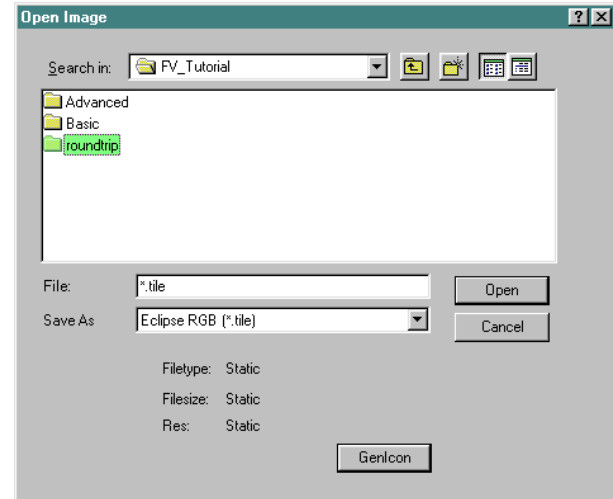 Open Image
Search in: FV_Tutorial
Advanced
Basic
roundtrip
File: *.tile
Open
Save As Eclipse RGB (*.tile)
Cancel
Filetype: Static
Filesize: Static
Res: Static
GenIcon